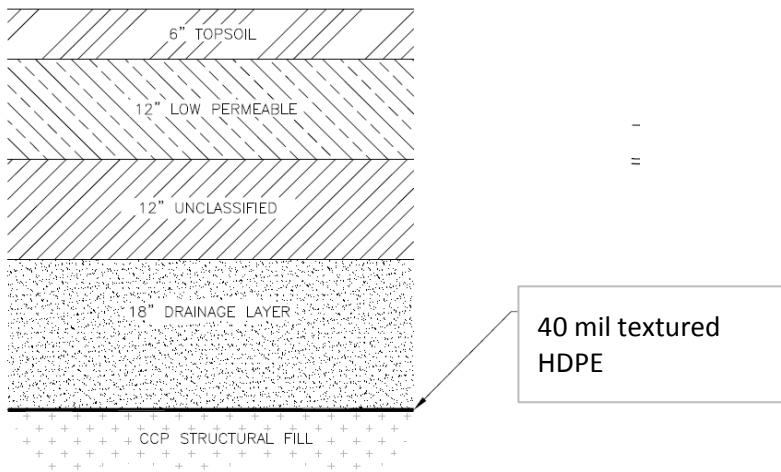 6" TOPSOIL
12" LOW PERMEABLE
12" UNCLASSIFIED
18" DRAINAGE LAYER
40 mil textured
HDPE
CCP STRUCTURAL FILL